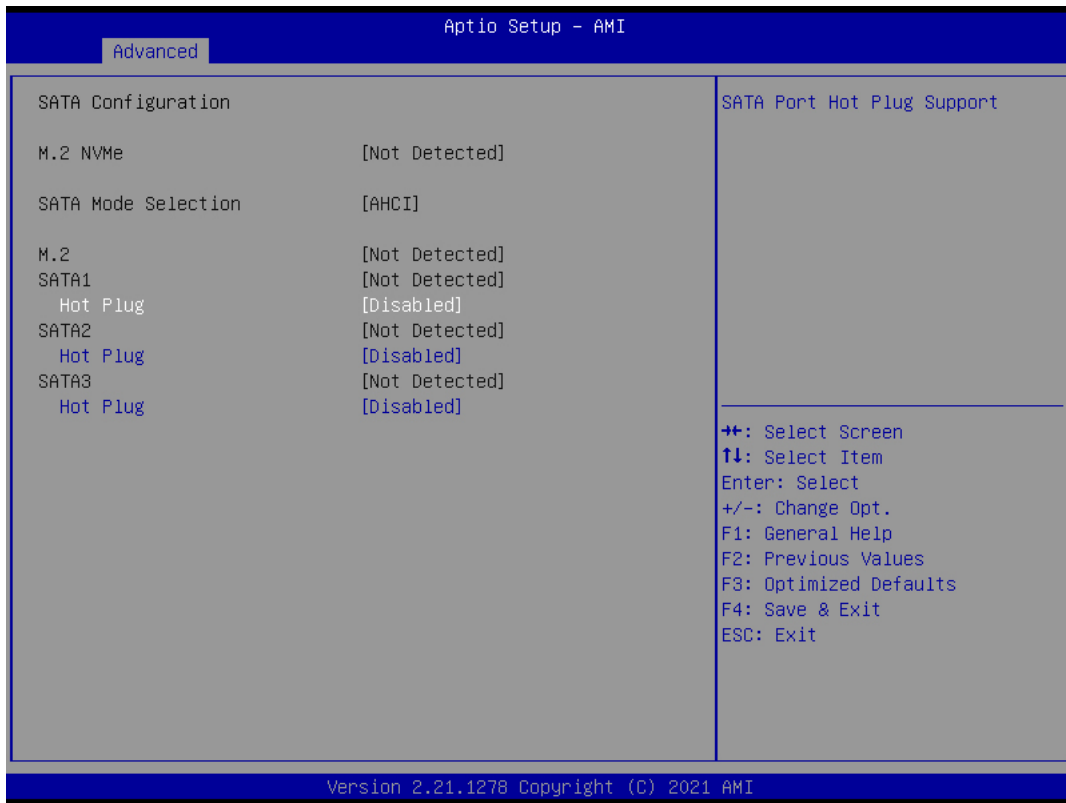 Aptio Setup – AMI
Advanced
SATA Configuration
M.2 NVMe [Not Detected]
SATA Mode Selection [AHCI]
M.2 [Not Detected]
SATA1 [Not Detected]
Hot Plug [Disabled]
SATA2 [Not Detected]
Hot Plug [Disabled]
SATA3 [Not Detected]
Hot Plug [Disabled]
SATA Port Hot Plug Support
→←: Select Screen
↑↓: Select Item
Enter: Select
+/-: Change Opt.
F1: General Help
F2: Previous Values
F3: Optimized Defaults
F4: Save & Exit
ESC: Exit
Version 2.21.1278 Copyright (C) 2021 AMI